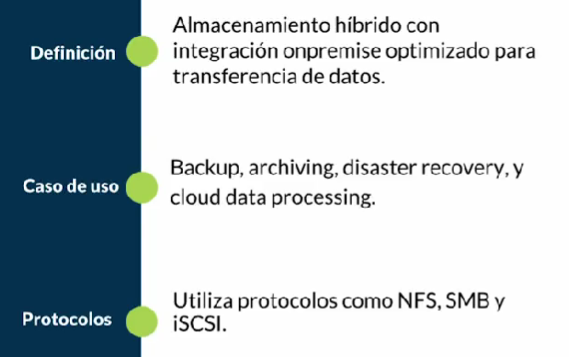 Definición
Almacenamiento híbrido con
integración onpremise optimizado para
transferencia de datos.
Caso de uso
Backup, archiving, disaster recovery, y
cloud data processing.
Protocolos
Utiliza protocolos como NFS, SMB y
iSCSI.